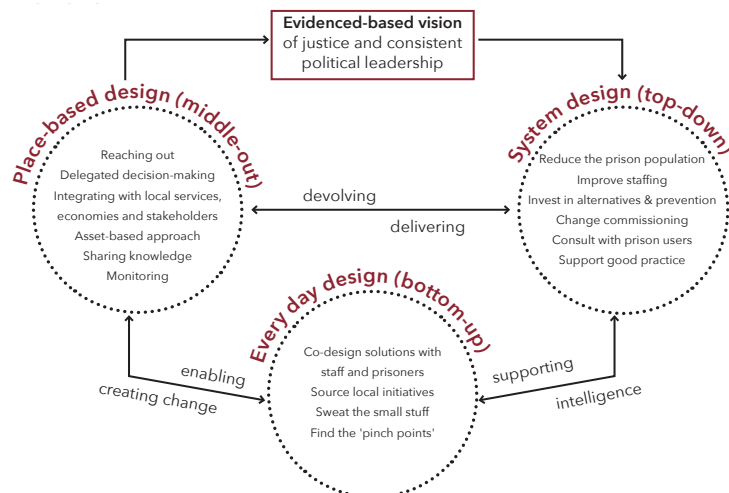 Evidenced-based vision
of justice and consistent
political leadership
Place-based design (middle-out)
Reaching out
Delegated decision-making
Integrating with local services,
economies and stakeholders
Asset-based approach
Sharing knowledge
Monitoring
System design (top-down)
Reduce the prison population
Improve staffing
Invest in alternatives & prevention
Change commissioning
Consult with prison users
Support good practice
devolving
delivering
Every day design (bottom-up)
Co-design solutions with
staff and prisoners
Source local initiatives
Sweat the small stuff
Find the 'pinch points'
enabling
creating change
supporting
intelligence